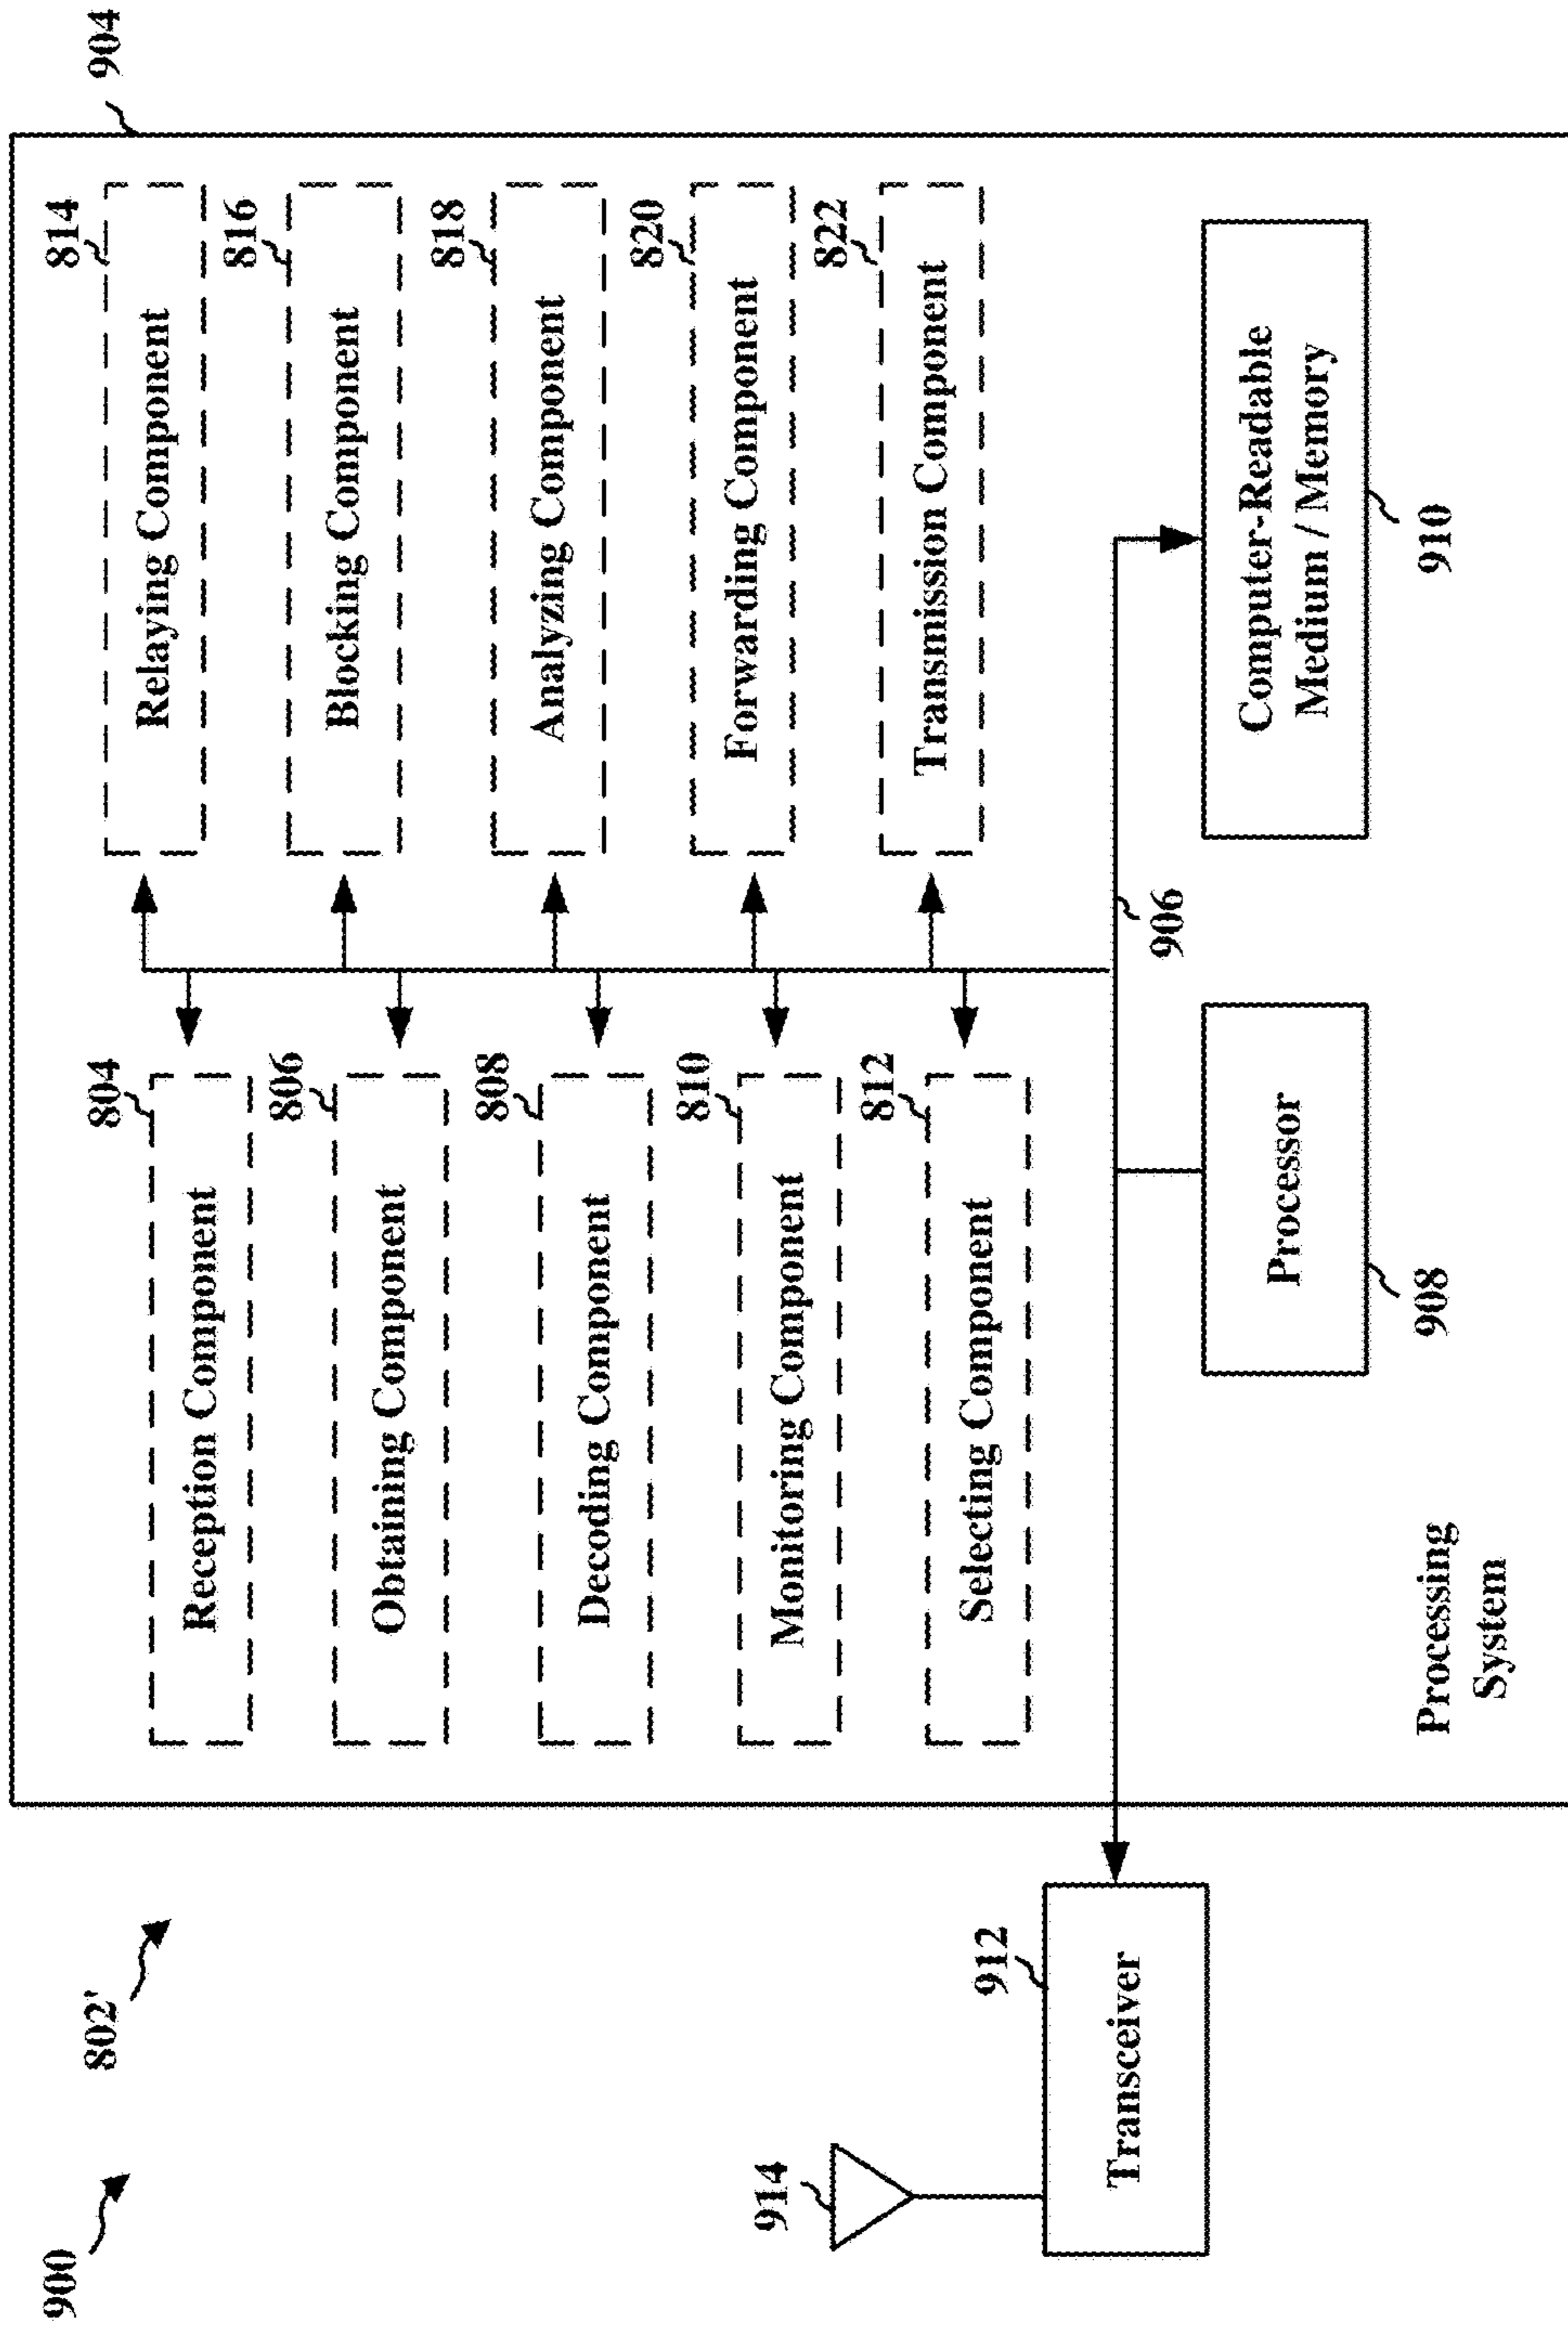 900
802'
904
804
Reception Component
814
Relaying Component
806
Obtaining Component
816
Blocking Component
808
Decoding Component
818
Analyzing Component
810
Monitoring Component
820
Forwarding Component
812
Selecting Component
822
Transmission Component
914
912
Transceiver
906
Processor
908
Computer-Readable
Medium / Memory
910
Processing
System